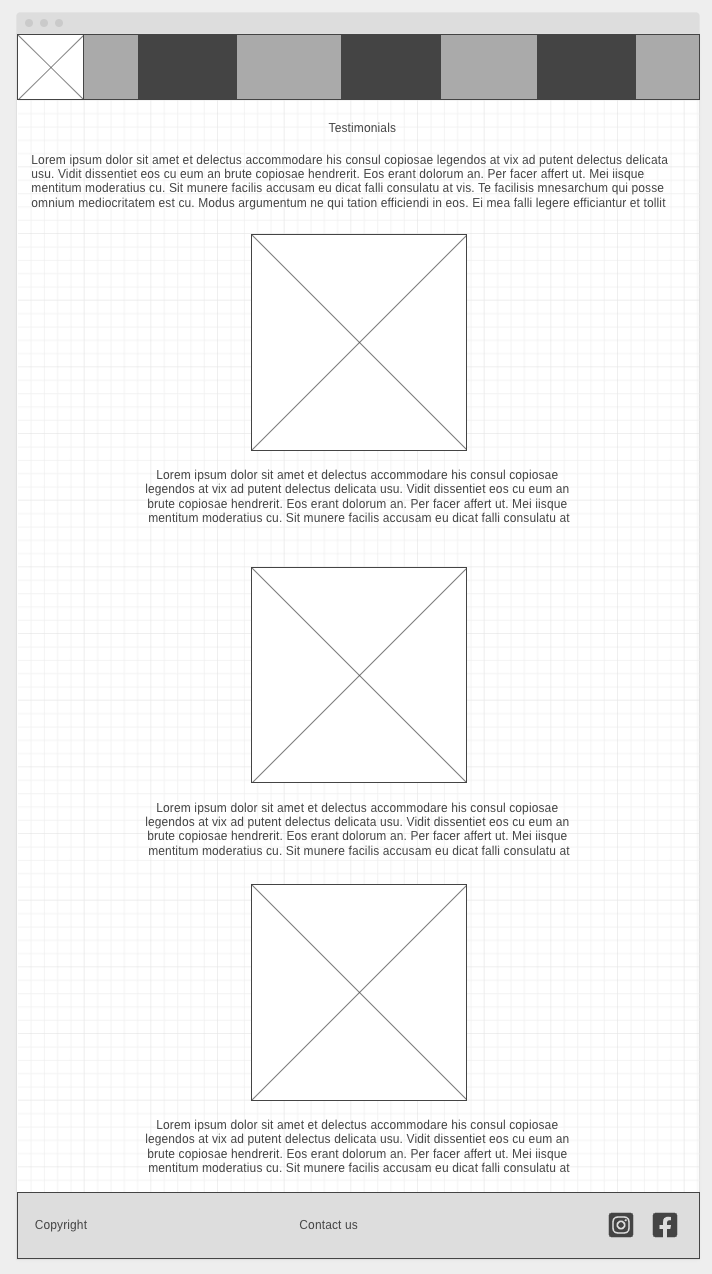 Testimonials
Lorem ipsum dolor sit amet et delectus accommodare his consul copiosae legendos at vix ad putent delectus delicata
usu. Vidit dissentiet eos cu eum an brute copiosae hendrerit. Eos erant dolorum an. Per facer affert ut. Mei iisque
mentitum moderatius cu. Sit munere facilis accusam eu dicat falli consulatu at vis. Te facilisis mnesarchum qui posse
omnium mediocritatem est cu. Modus argumentum ne qui tation efficiendi in eos. Ei mea falli legere efficiantur et tollit
Lorem ipsum dolor sit amet et delectus accommodare his consul copiosae
legendos at vix ad putent delectus delicata usu. Vidit dissentiet eos cu eum an
brute copiosae hendrerit. Eos erant dolorum an. Per facer affert ut. Mei iisque
mentitum moderatius cu. Sit munere facilis accusam eu dicat falli consulatu at
Lorem ipsum dolor sit amet et delectus accommodare his consul copiosae
legendos at vix ad putent delectus delicata usu. Vidit dissentiet eos cu eum an
brute copiosae hendrerit. Eos erant dolorum an. Per facer affert ut. Mei iisque
mentitum moderatius cu. Sit munere facilis accusam eu dicat falli consulatu at
Lorem ipsum dolor sit amet et delectus accommodare his consul copiosae
legendos at vix ad putent delectus delicata usu. Vidit dissentiet eos cu eum an
brute copiosae hendrerit. Eos erant dolorum an. Per facer affert ut. Mei iisque
mentitum moderatius cu. Sit munere facilis accusam eu dicat falli consulatu at
Copyright
Contact us